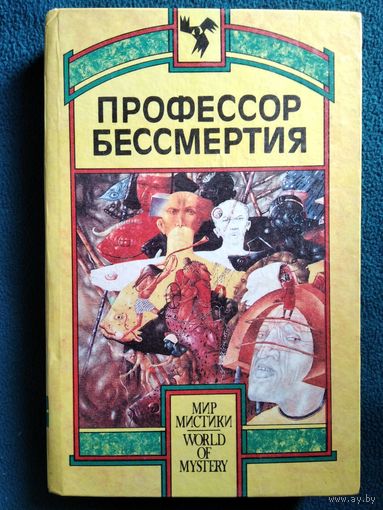 ПРОФЕССОР
БЕССМЕРТИЯ
МИР
МИСТИКИ
WORLD
OF
MYSTERY
www.ay.by